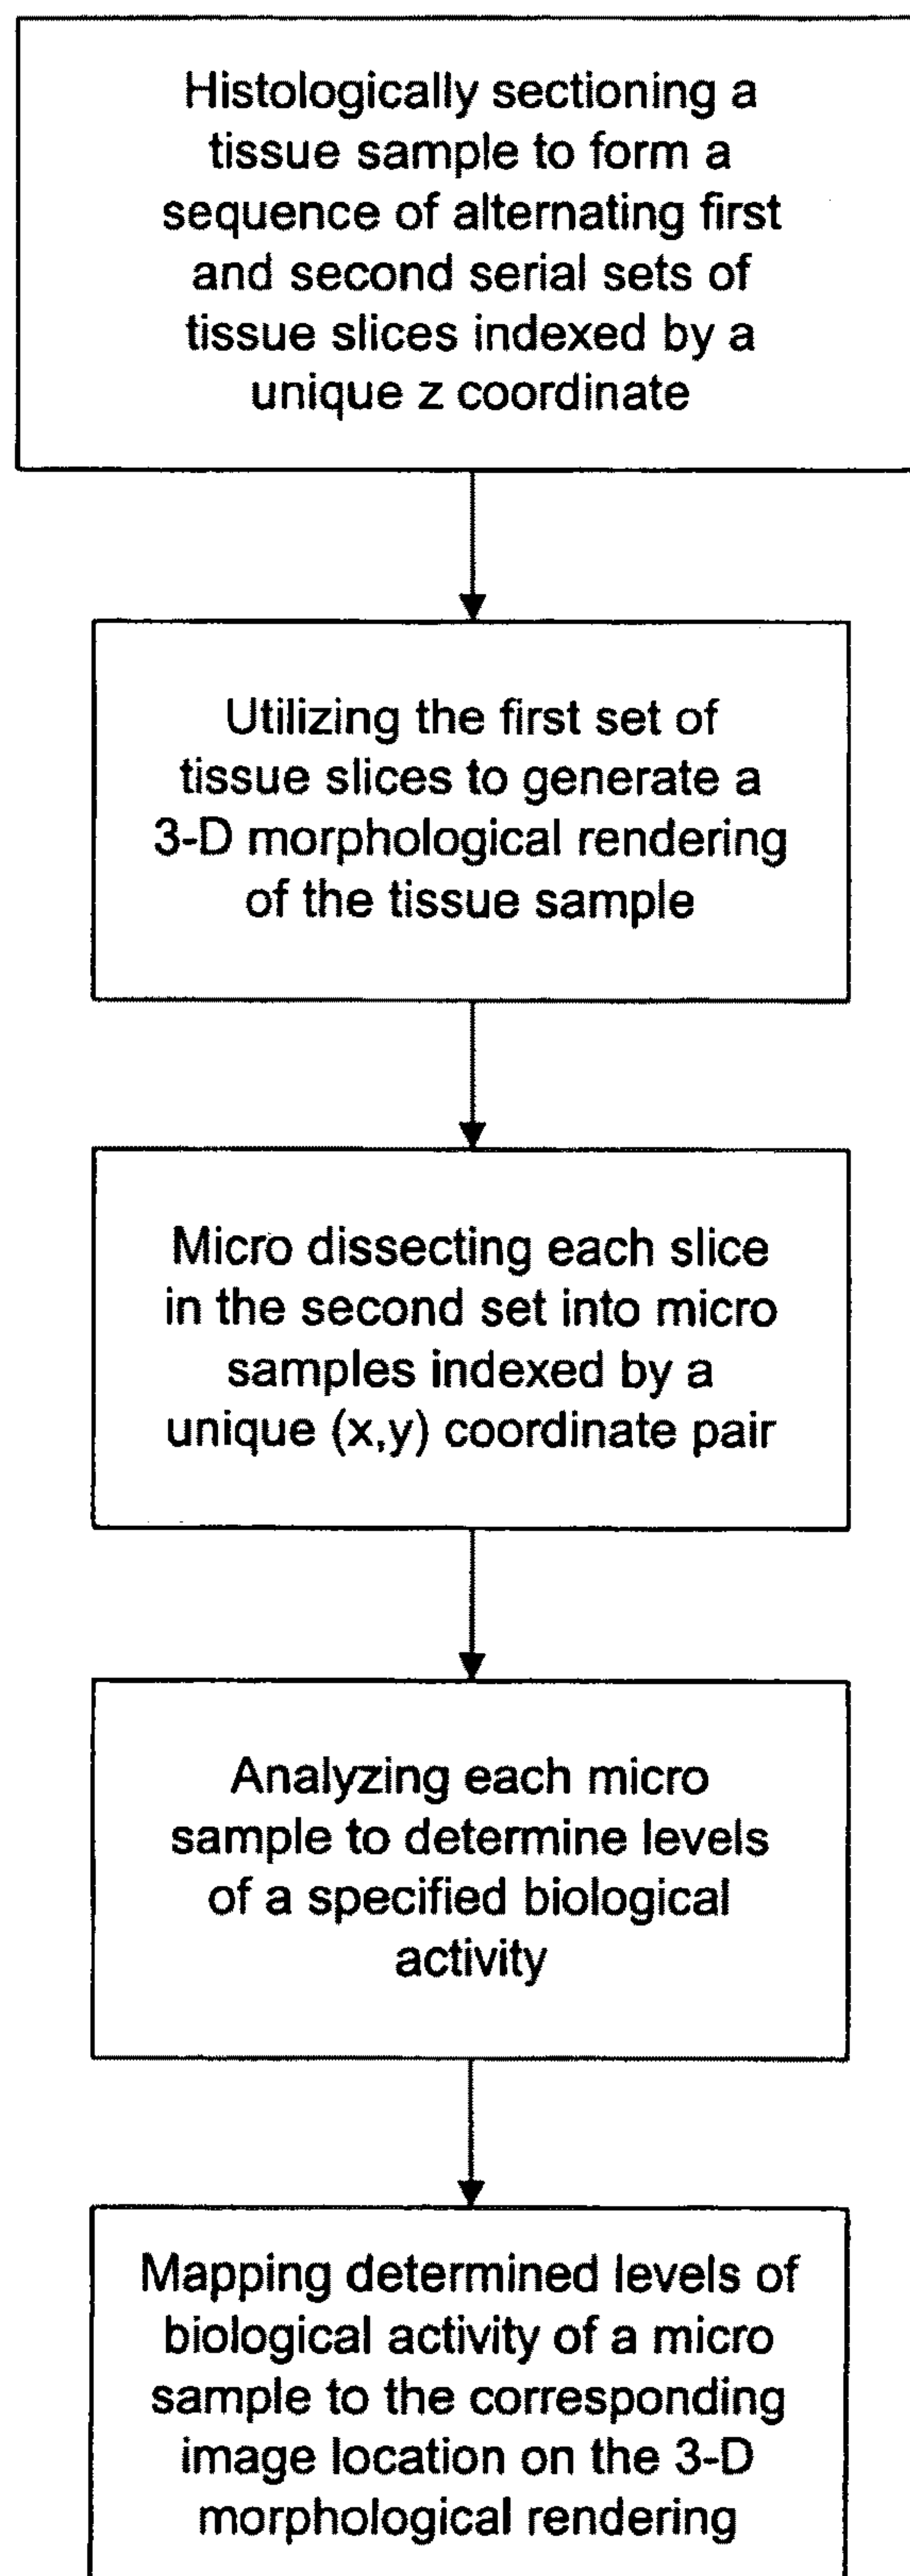 Histologically sectioning a
tissue sample to form a
sequence of alternating first
and second serial sets of
tissue slices indexed by a
unique z coordinate
Utilizing the first set of
tissue slices to generate a
3-D morphological rendering
of the tissue sample
Micro dissecting each slice
in the second set into micro
samples indexed by a
unique (x,y) coordinate pair
Analyzing each micro
sample to determine levels
of a specified biological
activity
Mapping determined levels of
biological activity of a micro
sample to the corresponding
image location on the 3-D
morphological rendering